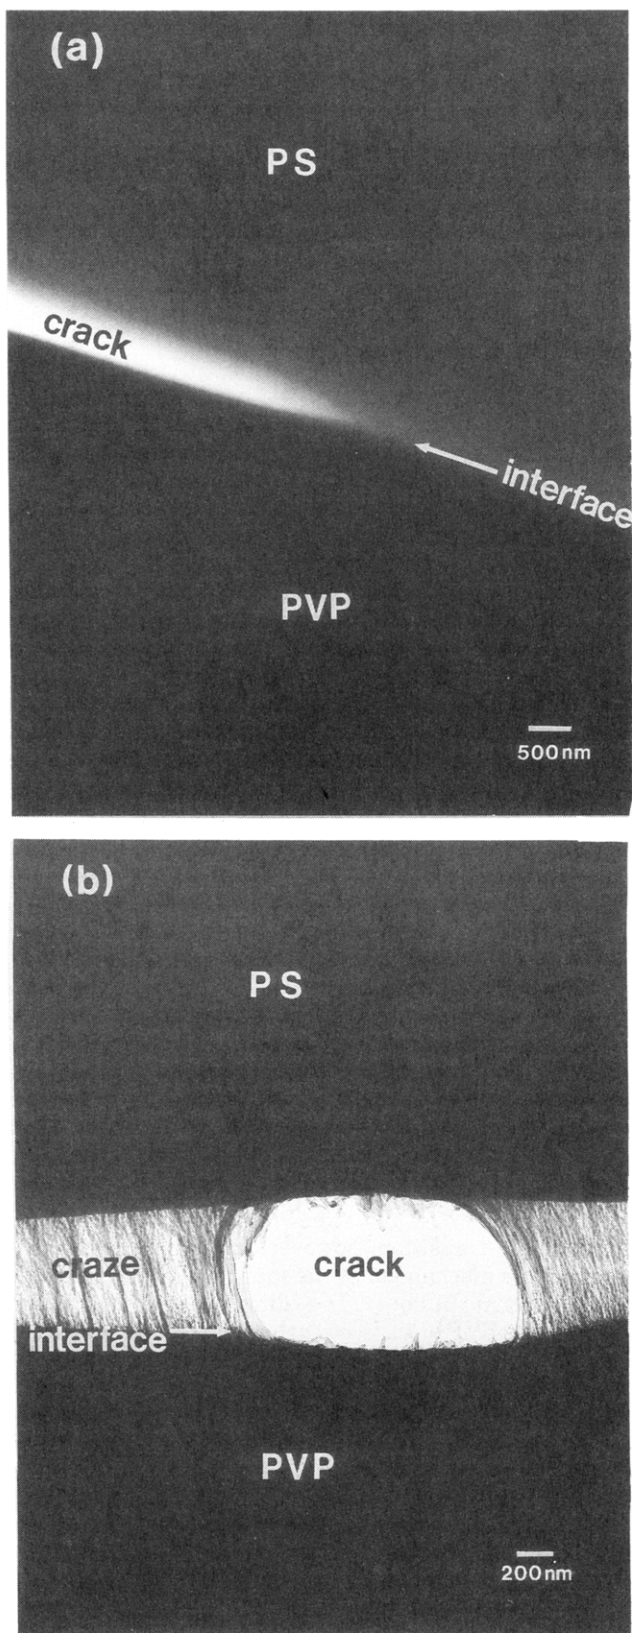 (a)
PS
crack
interface
PVP
500nm
(b)
PS
craze
crack
interface
PVP
200nm